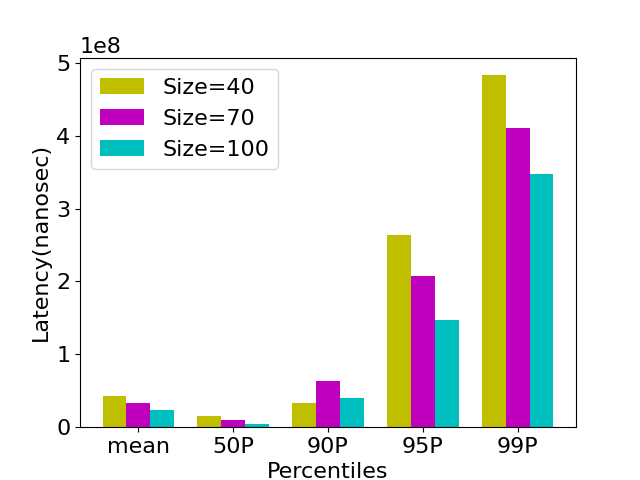 1e8
5
4
3
2
1
0
Latency(nanosec)
Size=40
Size=70
Size=100
mean 50P 90P 95P 99P
Percentiles